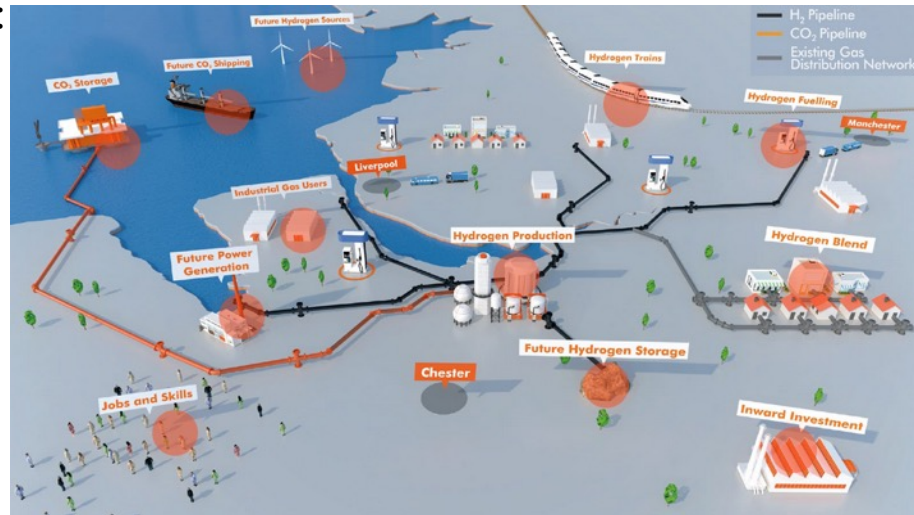 :
H₂ Pipeline
CO₂ Pipeline
Existing Gas
Distribution Network
Future Hydrogen Sources
Future CO₂ Shipping
CO₂ Storage
Hydrogen Trains
Hydrogen Fuelling
Manchester
Liverpool
Industrial Gas Users
Hydrogen Production
Future Power
Generation
Hydrogen Blend
Future Hydrogen Storage
Chester
Jobs and Skills
Inward Investment